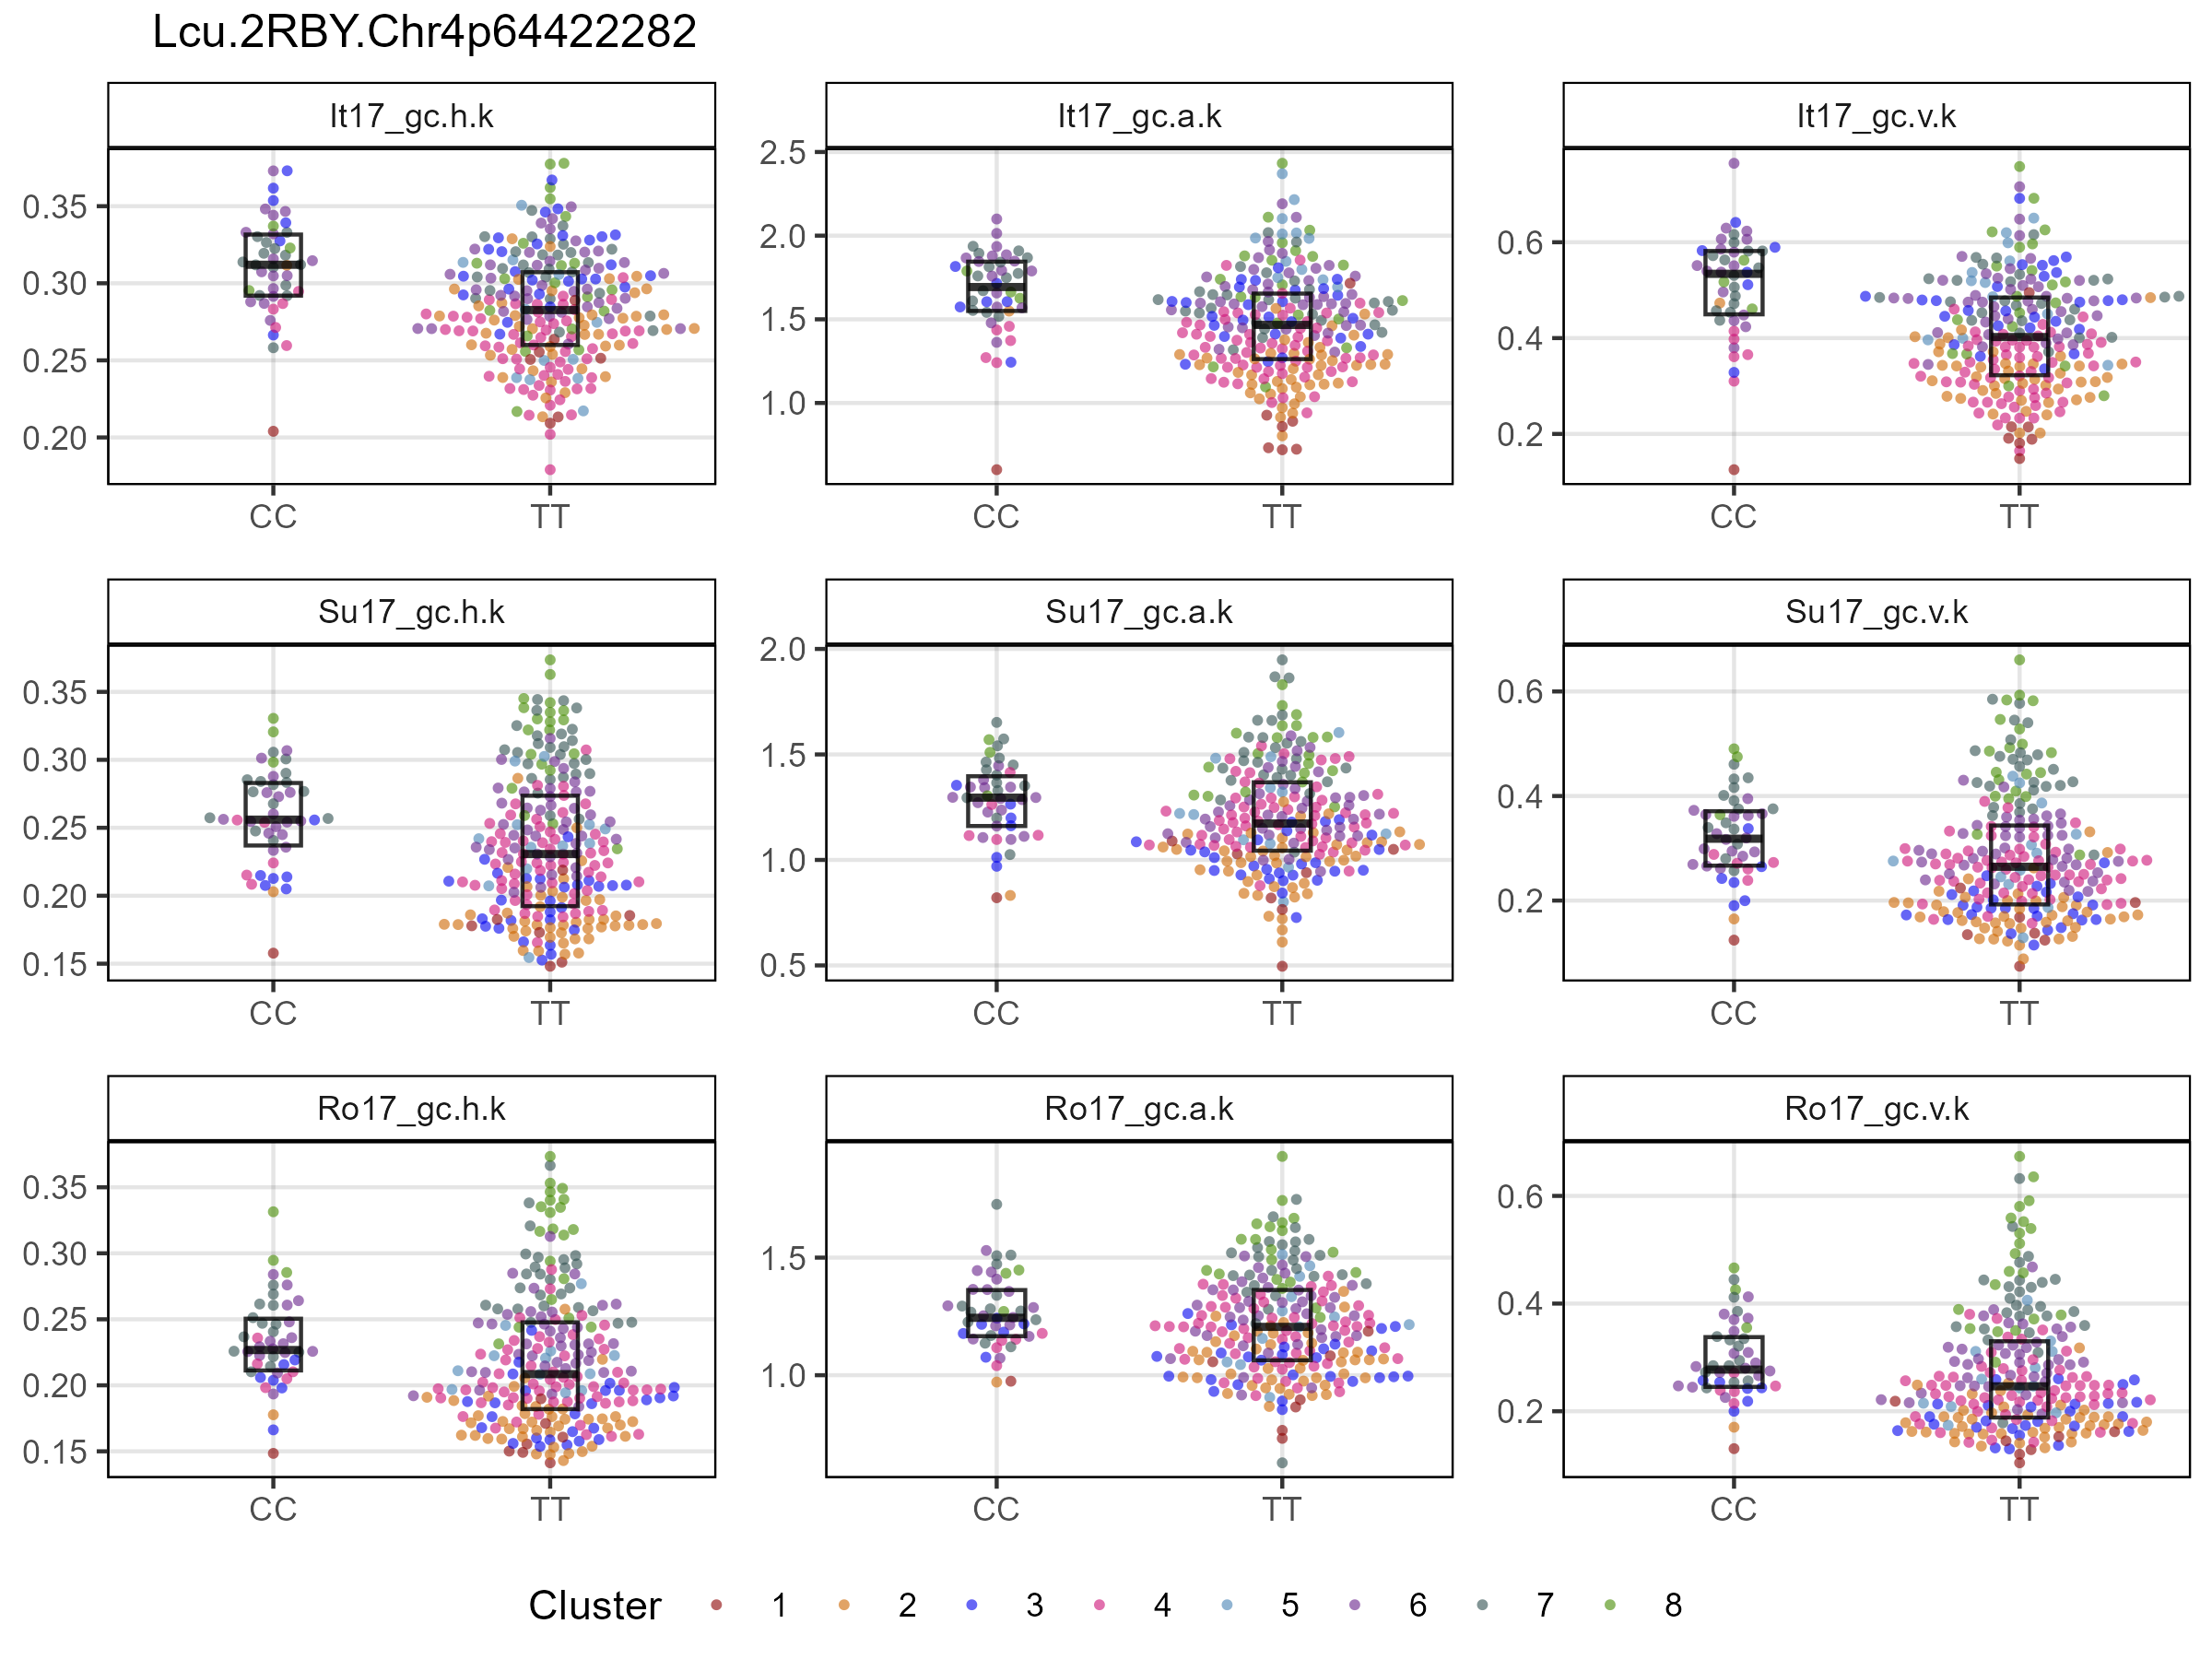 Lcu.2RBY.Chr4p64422282
It17_gc.h.k
It17_gc.a.k
It17_gc.v.k
0.35
0.30
0.25
0.20
CC
TT
2.5
2.0
1.5
1.0
CC
TT
0.6
0.4
0.2
CC
TT
Su17_gc.h.k
Su17_gc.a.k
Su17_gc.v.k
0.35
0.30
0.25
0.20
0.15
CC
TT
2.0
1.5
1.0
0.5
CC
TT
0.6
0.4
0.2
CC
TT
Ro17_gc.h.k
Ro17_gc.a.k
Ro17_gc.v.k
0.35
0.30
0.25
0.20
0.15
CC
TT
1.5
1.0
CC
TT
0.6
0.4
0.2
CC
TT
Cluster 1 2 3 4 5 6 7 8